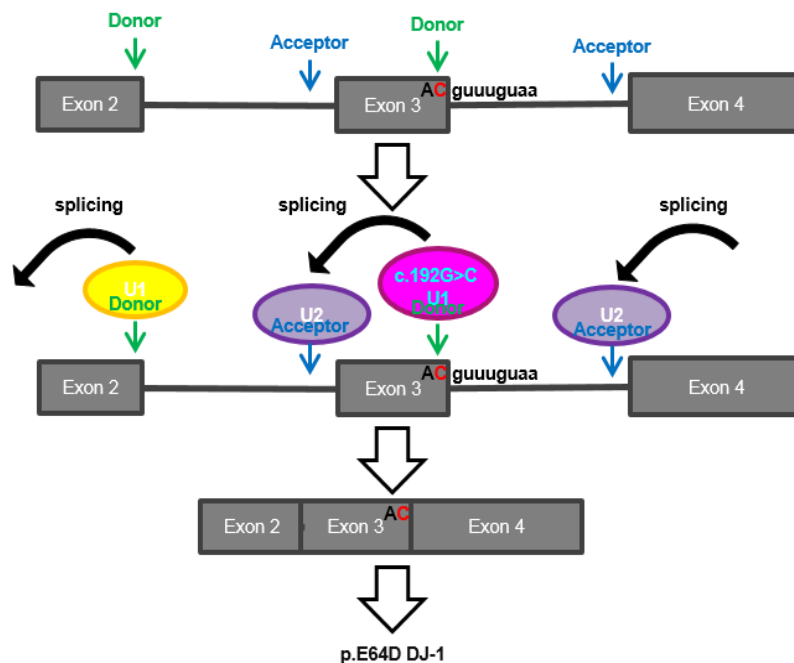 Donor
Acceptor
Donor
Acceptor
Exon 2
Exon 3
AC guuuguaa
Exon 4
splicing
splicing
splicing
U1
Donor
U2
Acceptor
c.192G>C
U1
Donor
U2
Acceptor
Exon 2
Exon 3
AC guuuguaa
Exon 4
Exon 2
Exon 3
AC
Exon 4
p.E64D DJ-1